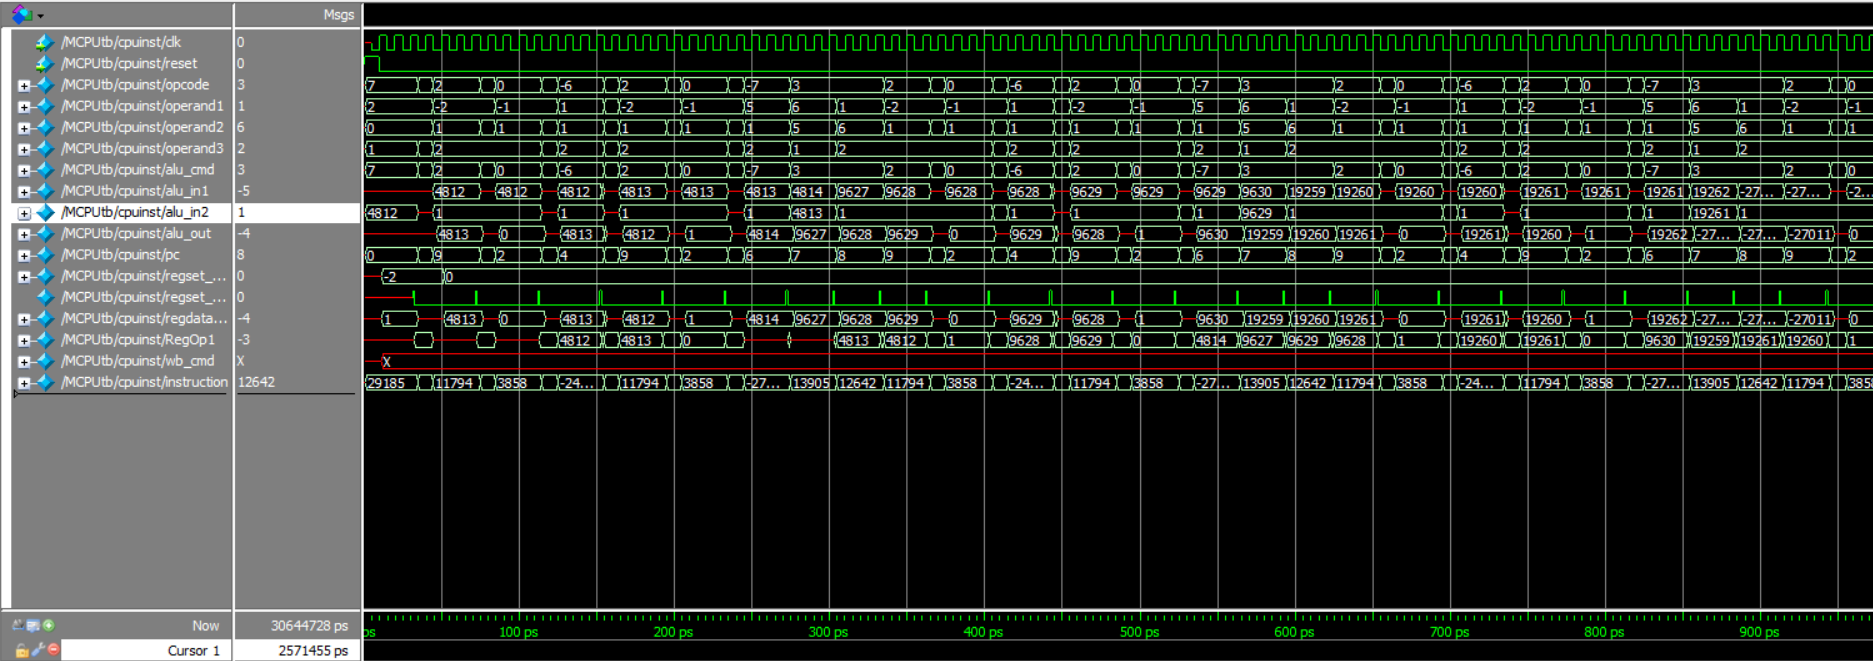 Msgs
/MCPUtb/cpuinst/clk 0
/MCPUtb/cpuinst/reset 0
/MCPUtb/cpuinst/opcode 3 7 2 0 -6 2 0 -7 3 2 0 -6 2 0 -7 3 2 0 -6 2 0 -7 3 2 0
/MCPUtb/cpuinst/operand1 1 2 -2 -1 1 -2 -1 5 6 1 -2 -1 1 -2 -1 5 6 1 -2 -1 1 -2 -1 5 6 1 -2 -1
/MCPUtb/cpuinst/operand2 6 0 1 1 1 1 1 1 5 6 1 1 1 1 1 1 5 6 1 1 1 1 1 1 5 6 1 1
/MCPUtb/cpuinst/operand3 2 1 2 2 2 2 1 2 2 2 2 1 2 2 2 2 1 2
/MCPUtb/cpuinst/alu_cmd 3 7 2 0 -6 2 0 -7 3 2 0 -6 2 0 -7 3 2 0 -6 2 0 -7 3 2 0
/MCPUtb/cpuinst/alu_in1 -5 4812 4812 4812 4813 4813 4813 4814 9627 9628 9628 9628 9629 9629 9629 9630 19259 19260 19260 19260 19261 19261 19261 19262 -27... -27... -2...
/MCPUtb/cpuinst/alu_in2 1 4812 1 1 1 1 4813 1 1 1 1 9629 1 1 1 1 19261 1
/MCPUtb/cpuinst/alu_out -4 4813 0 4813 4812 1 4814 9627 9628 9629 0 9629 9628 1 9630 19259 19260 19261 0 19261 19260 1 19262 -27... -27... -27011 0
/MCPUtb/cpuinst/pc 8 0 9 2 4 9 2 6 7 8 9 2 4 9 2 6 7 8 9 2 4 9 2 6 7 8 9 2
/MCPUtb/cpuinst/regset_... 0 -2 0
/MCPUtb/cpuinst/regset_... 0
/MCPUtb/cpuinst/regdata... -4 1 4813 0 4813 4812 1 4814 9627 9628 9629 0 9629 9628 1 9630 19259 19260 19261 0 19261 19260 1 19262 -27... -27... -27011 0
/MCPUtb/cpuinst/RegOp1 -3 4812 4813 0 4813 4812 1 9628 9629 0 4814 9627 9629 9628 1 19260 19261 0 9630 19259 19261 19260 1
/MCPUtb/cpuinst/wb_cmd X X
/MCPUtb/cpuinst/instruction 12642 29185 11794 3858 -24... 11794 3858 -27... 13905 12642 11794 3858 -24... 11794 3858 -27... 13905 12642 11794 3858 -24... 11794 3858 -27... 13905 12642 11794 3858
Now 30644728 ps ps 100 ps 200 ps 300 ps 400 ps 500 ps 600 ps 700 ps 800 ps 900 ps
Cursor 1 2571455 ps